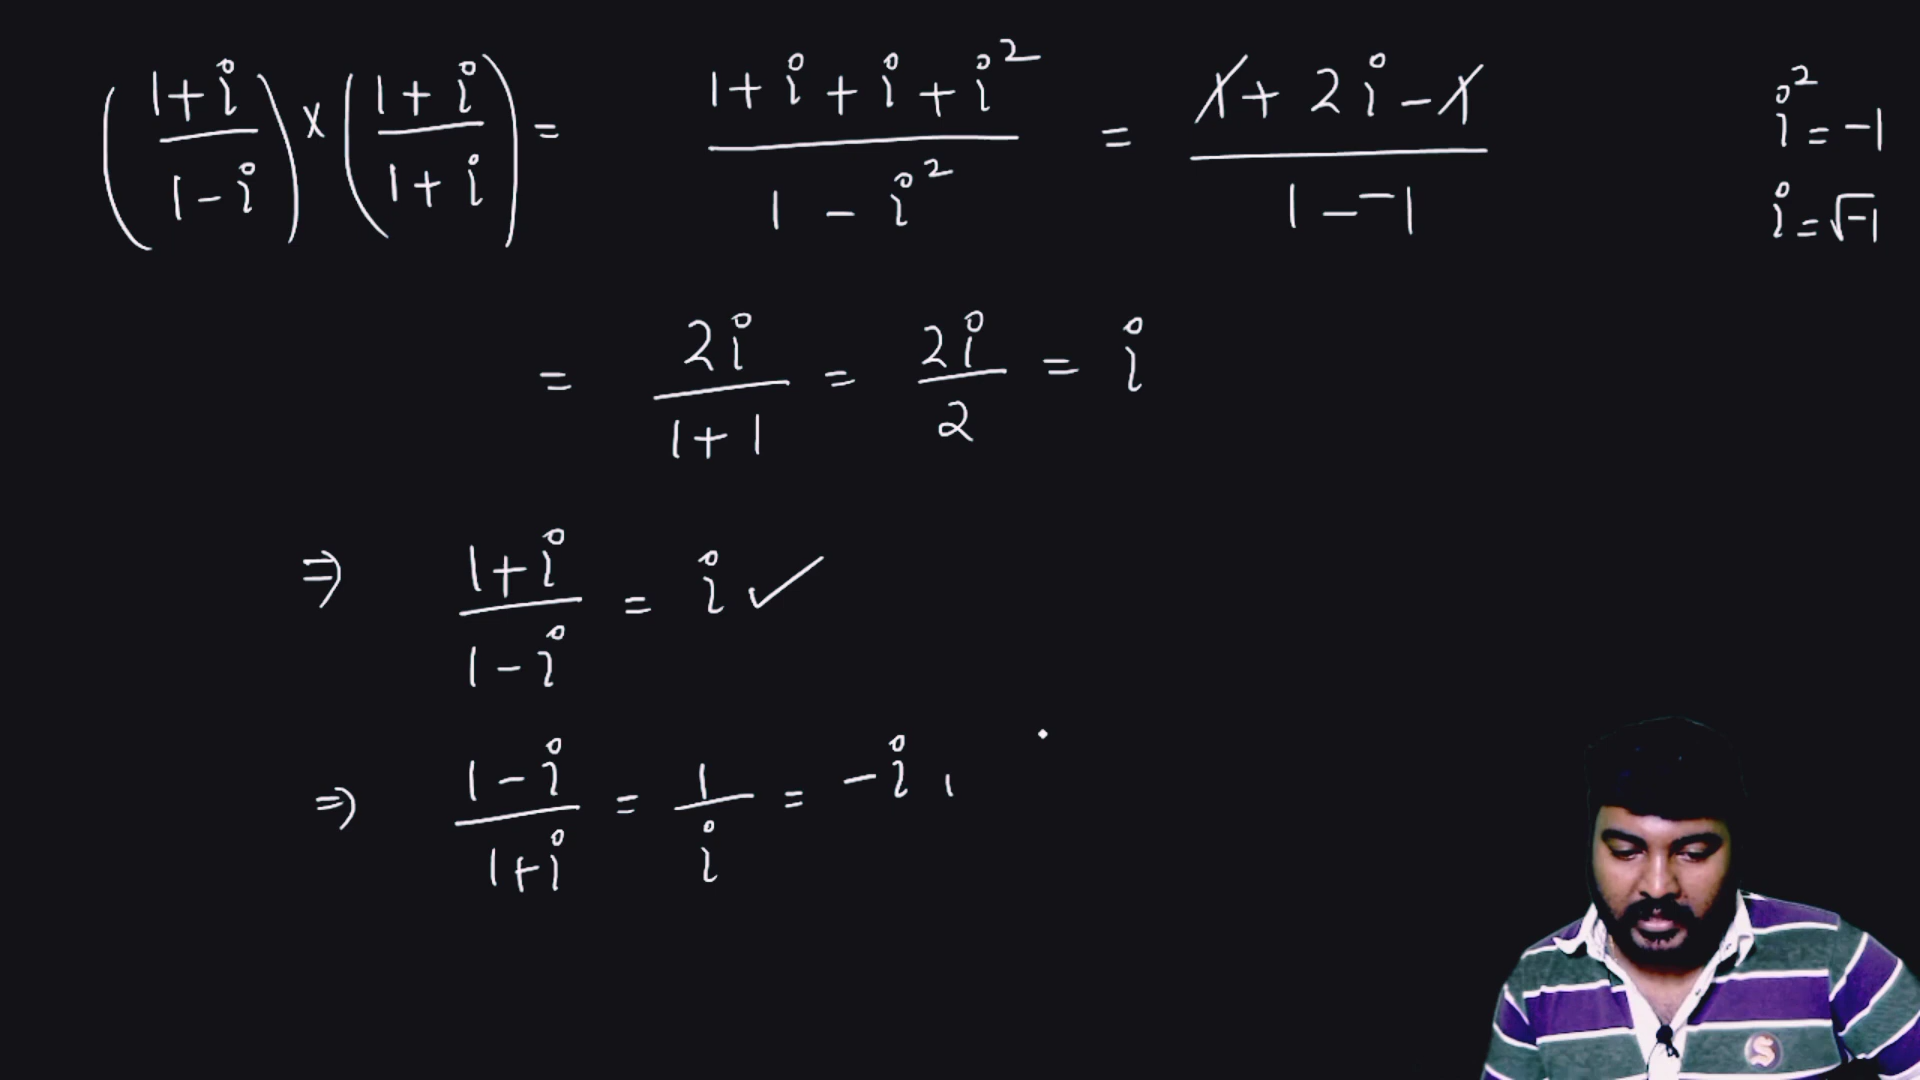 (1+i / 1-i) x (1+i / 1+i) = 1+i+i+i² / 1 - i² = 1 + 2i - 1 / 1 - -1
i² = -1
i = √-1
= 2i / 1+1 = 2i / 2 = i
⇒ 1+i / 1-i = i ✓
⇒ 1-i / 1+i = 1 / i = -i ,
S